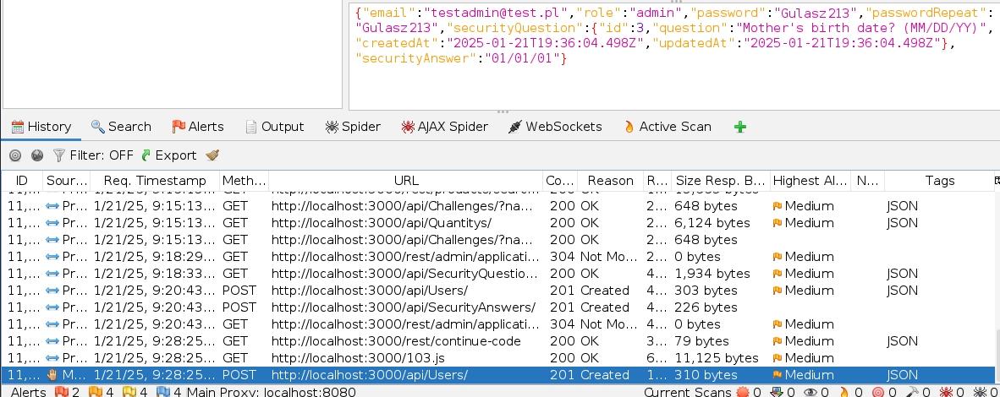 {"email":"testadmin@test.pl","role":"admin","password":"Gulasz213","passwordRepeat":
"Gulasz213","securityQuestion":{"id":3,"question":"Mother's birth date? (MM/DD/YY)",
"createdAt":"2025-01-21T19:36:04.498Z","updatedAt":"2025-01-21T19:36:04.498Z"},
"securityAnswer":"01/01/01"}
History Search Alerts Output Spider AJAX Spider WebSockets Active Scan
Filter: OFF Export
ID Sour... Req. Timestamp Meth... URL Co... Reason R... Size Resp. B... Highest Al... N... Tags
11,... Pr... 1/21/25, 9:15:13... GET http://localhost:3000/api/Challenges/?na... 200 OK 2... 648 bytes Medium JSON
11,... Pr... 1/21/25, 9:15:13... GET http://localhost:3000/api/Quantitys/ 200 OK 2... 6,124 bytes Medium JSON
11,... Pr... 1/21/25, 9:15:13... GET http://localhost:3000/api/Challenges/?na... 200 OK 2... 648 bytes Medium
11,... Pr... 1/21/25, 9:18:29... GET http://localhost:3000/rest/admin/applicati... 304 Not Mo... 2... 0 bytes Medium
11,... Pr... 1/21/25, 9:18:33... GET http://localhost:3000/api/SecurityQuestio... 200 OK 4... 1,934 bytes Medium JSON
11,... Pr... 1/21/25, 9:20:43... POST http://localhost:3000/api/Users/ 201 Created 4... 303 bytes Medium JSON
11,... Pr... 1/21/25, 9:20:43... POST http://localhost:3000/api/SecurityAnswers/ 201 Created 4... 226 bytes
11,... Pr... 1/21/25, 9:20:43... GET http://localhost:3000/rest/admin/applicati... 304 Not Mo... 4... 0 bytes Medium
11,... Pr... 1/21/25, 9:28:25... GET http://localhost:3000/rest/continue-code 200 OK 3... 79 bytes Medium JSON
11,... Pr... 1/21/25, 9:28:25... GET http://localhost:3000/103.js 200 OK 6... 11,125 bytes Medium
11,... M... 1/21/25, 9:28:25... POST http://localhost:3000/api/Users/ 201 Created 1... 310 bytes Medium JSON
Alerts 2 4 4 4 Main Proxy: localhost:8080 Current Scans 0 0 0 0 0 0 0 0